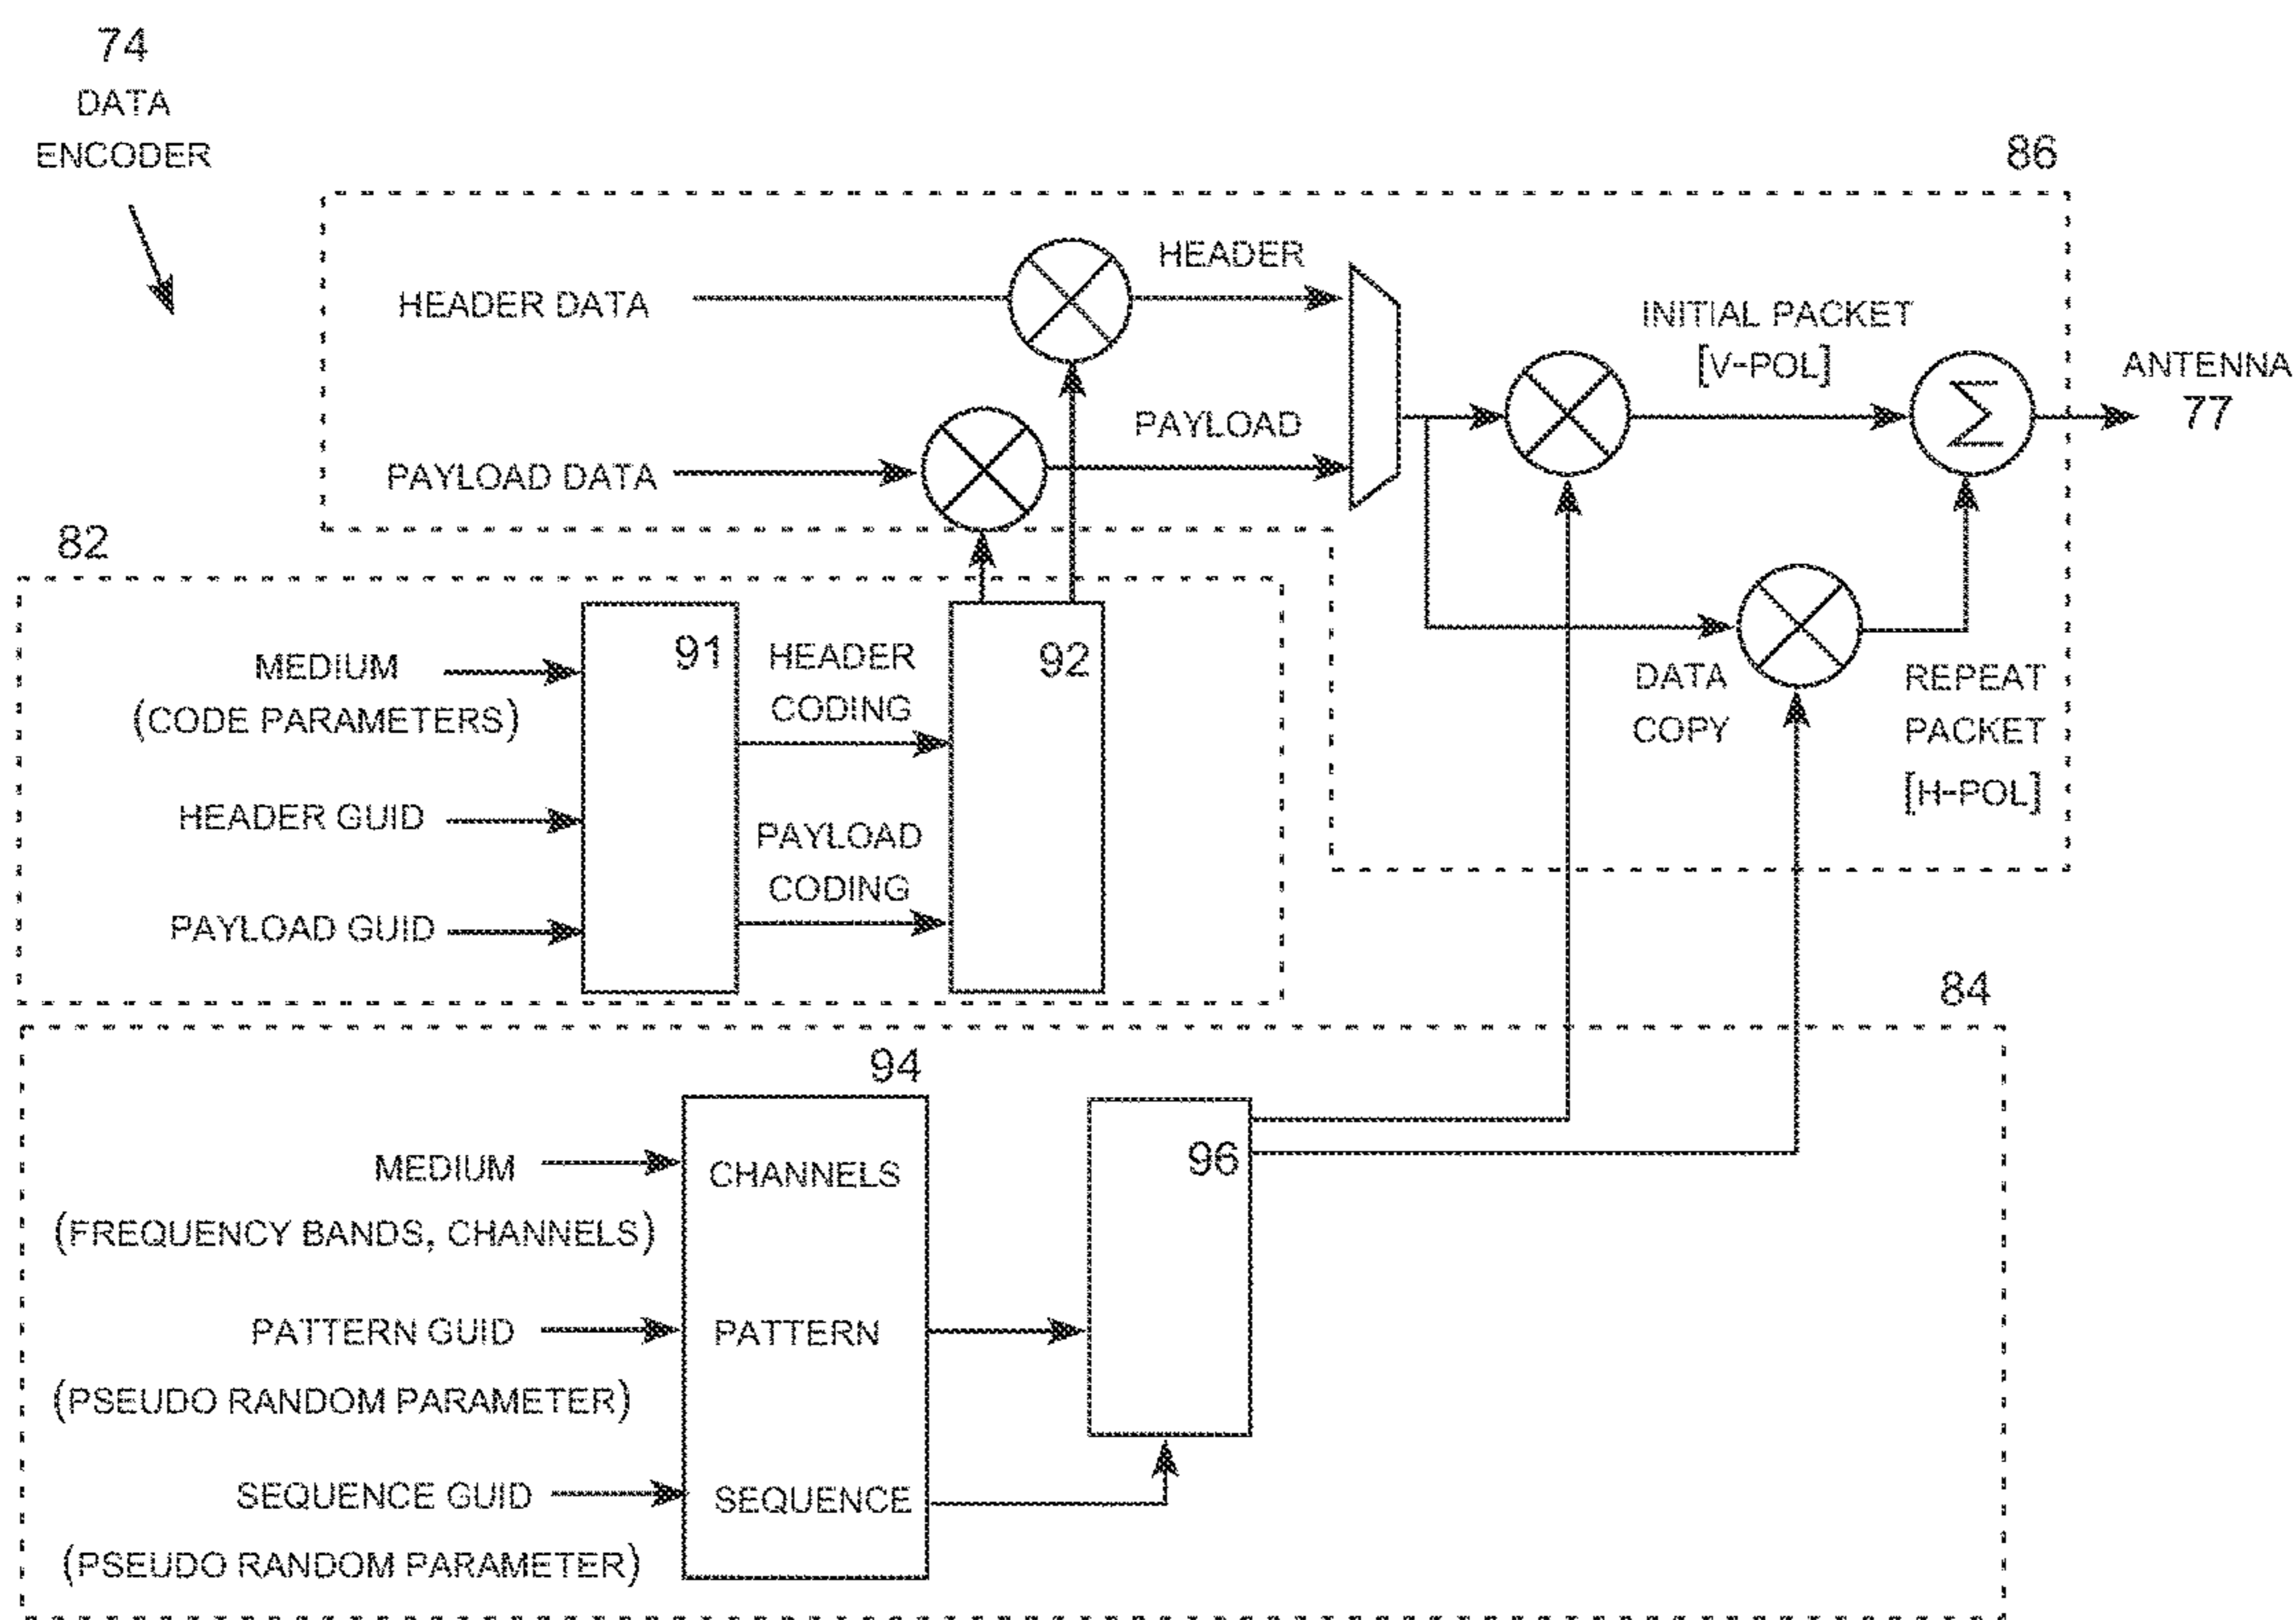 74
DATA
ENCODER
86
HEADER DATA
HEADER
PAYLOAD DATA
PAYLOAD
INITIAL PACKET
[V-POL]
Σ
ANTENNA
77
DATA
COPY
REPEAT
PACKET
[H-POL]
82
MEDIUM
(CODE PARAMETERS)
HEADER GUID
PAYLOAD GUID
91
HEADER
CODING
PAYLOAD
CODING
92
84
94
MEDIUM
(FREQUENCY BANDS, CHANNELS)
PATTERN GUID
(PSEUDO RANDOM PARAMETER)
SEQUENCE GUID
(PSEUDO RANDOM PARAMETER)
CHANNELS
PATTERN
SEQUENCE
96